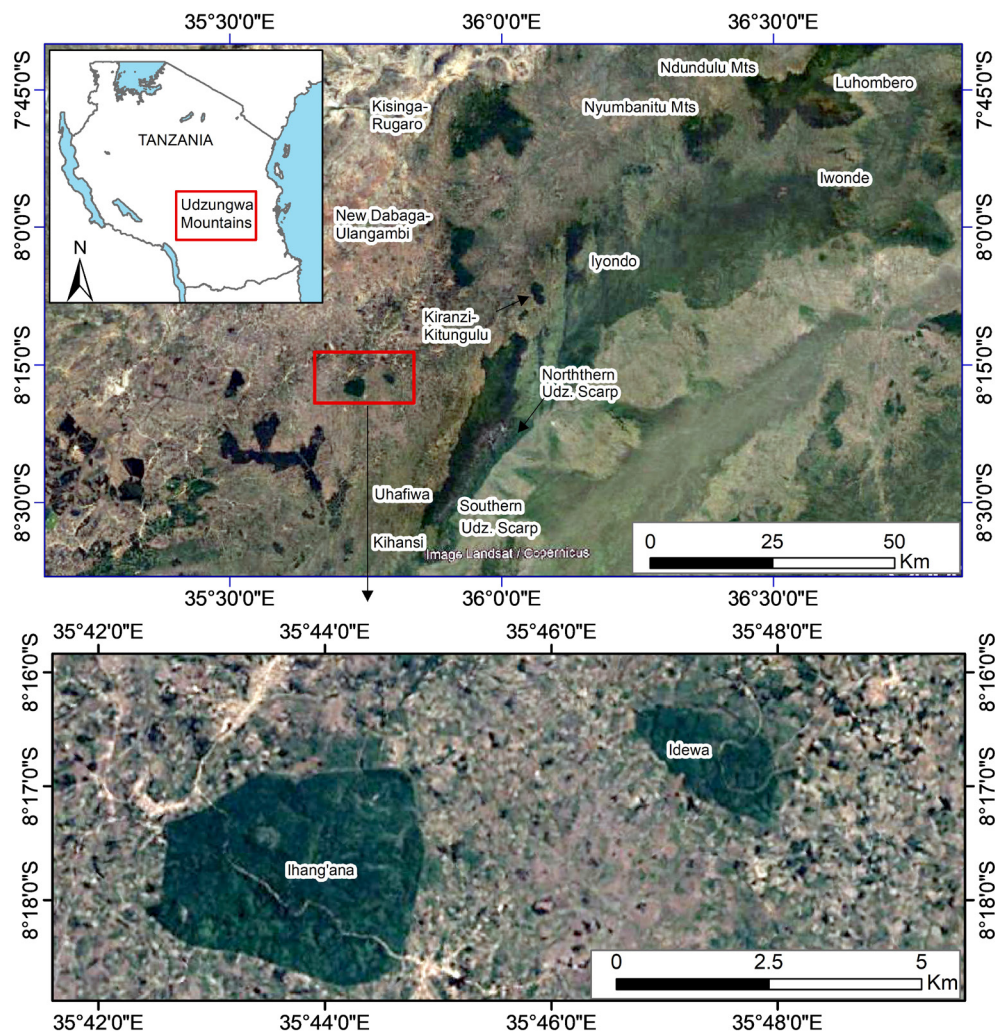 35°30'0"E
36°0'0"E
36°30'0"E
7°45'0"S
8°0'0"S
8°15'0"S
8°30'0"S
7°45'0"S
8°0'0"S
8°15'0"S
8°30'0"S
TANZANIA
Udzungwa
Mountains
N
Kisinga-
Rugaro
Ndundulu Mts
Luhombero
Nyumbanitu Mts
Iwonde
New Dabaga-
Ulangambi
Iyondo
Kiranzi-
Kitungulu
Northtern
Udz. Scarp
Uhafiwa
Southern
Udz. Scarp
Kihansi
Image Landsat / Copernicus
0
25
50
Km
35°30'0"E
36°0'0"E
36°30'0"E
35°42'0"E
35°44'0"E
35°46'0"E
35°48'0"E
8°16'0"S
8°17'0"S
8°18'0"S
8°16'0"S
8°17'0"S
8°18'0"S
Idewa
Ihang'ana
0
2.5
5
Km
35°42'0"E
35°44'0"E
35°46'0"E
35°48'0"E